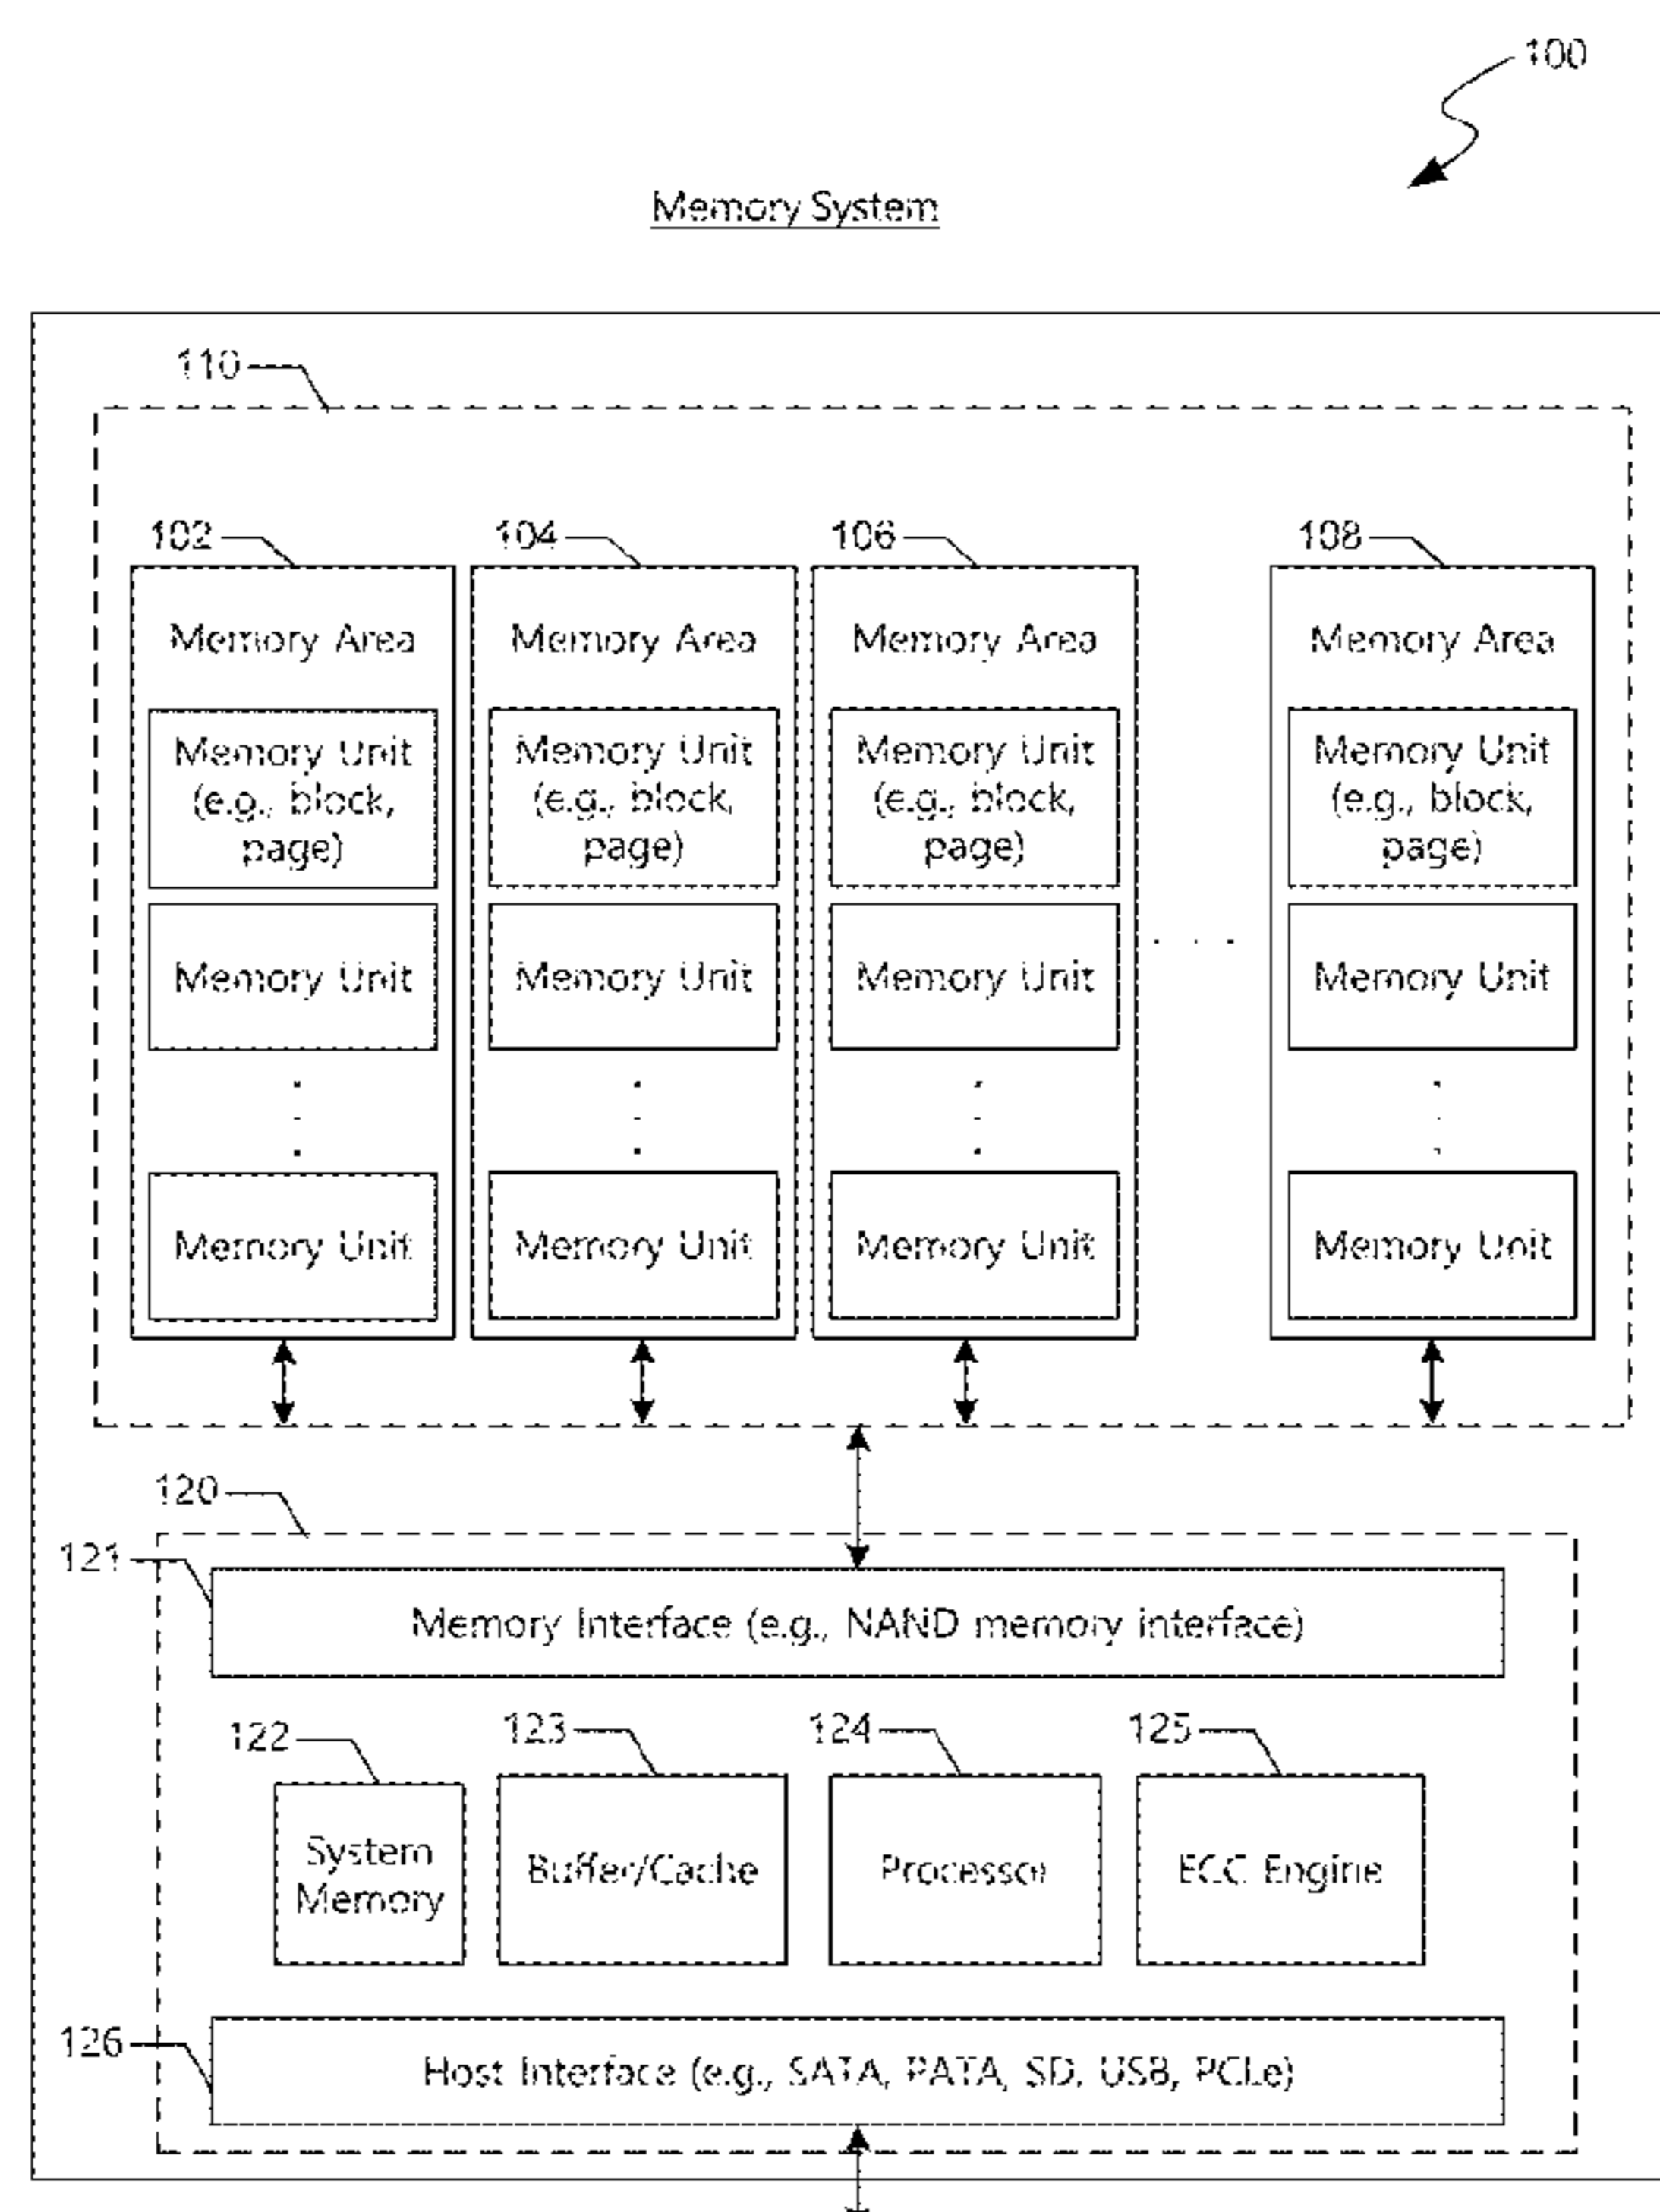 100
Memory System
110
102
104
106
108
Memory Area
Memory Area
Memory Area
Memory Area
Memory Unit
(e.g., block,
page)
Memory Unit
(e.g., block,
page)
Memory Unit
(e.g., block,
page)
Memory Unit
(e.g., block,
page)
Memory Unit
Memory Unit
Memory Unit
Memory Unit
Memory Unit
Memory Unit
Memory Unit
Memory Unit
120
121
Memory Interface (e.g., NAND memory interface)
122
123
124
125
System
Memory
Buffer/Cache
Processor
ECC Engine
126
Host Interface (e.g., SATA, PATA, SD, USB, PCIe)